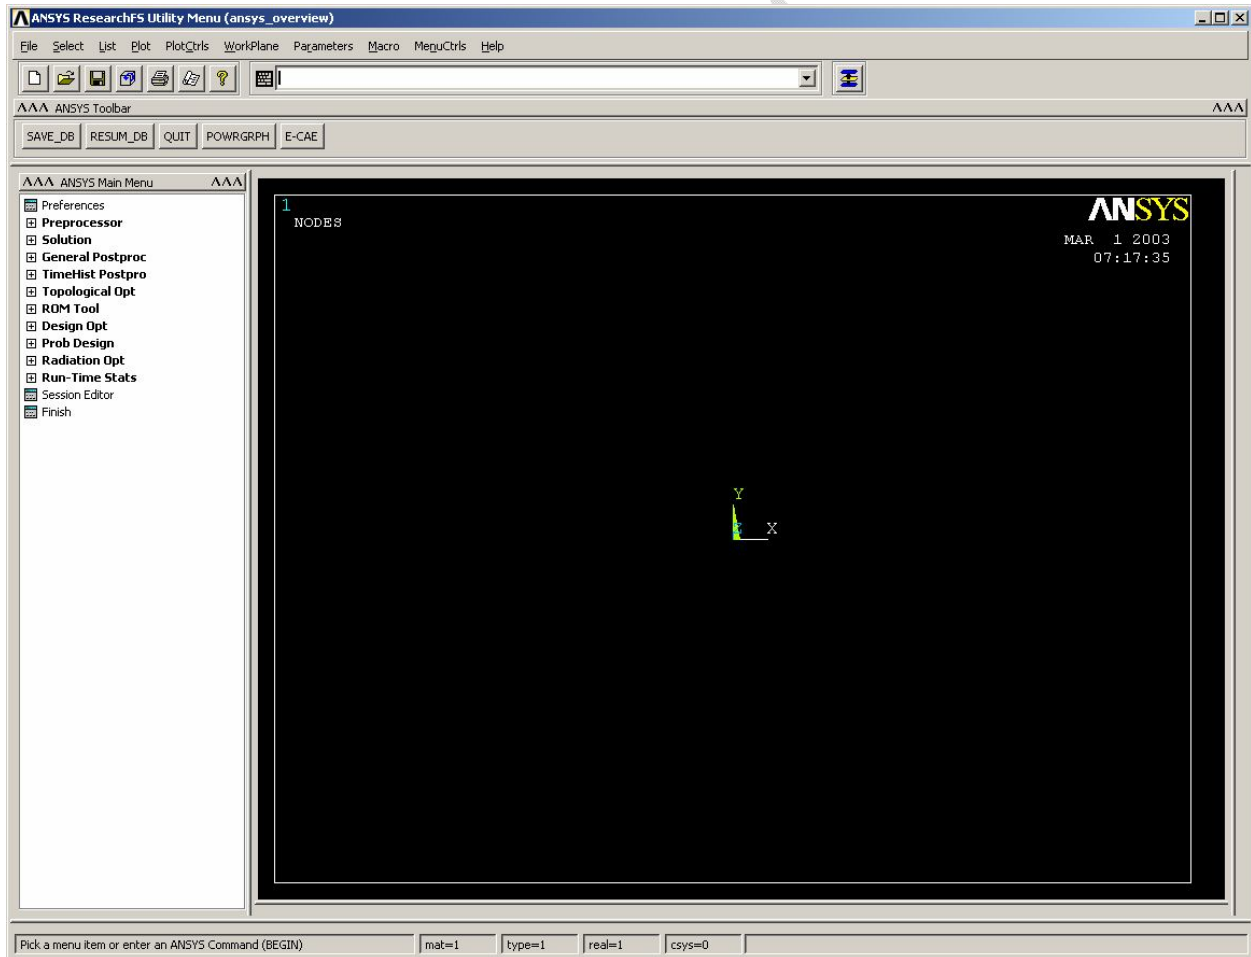 ANSYS ResearchFS Utility Menu (ansys_overview)
File Select List Plot PlotCtrls WorkPlane Parameters Macro MenuCtrls Help
ANSYS Toolbar
SAVE_DB RESUM_DB QUIT POWRGRPH E-CAE
ANSYS Main Menu
Preferences
Preprocessor
Solution
General Postproc
TimeHist Postpro
Topological Opt
ROM Tool
Design Opt
Prob Design
Radiation Opt
Run-Time Stats
Session Editor
Finish
1
NODES
ANSYS
MAR 1 2003
07:17:35
Y
X
Pick a menu item or enter an ANSYS Command (BEGIN) mat=1 type=1 real=1 csys=0